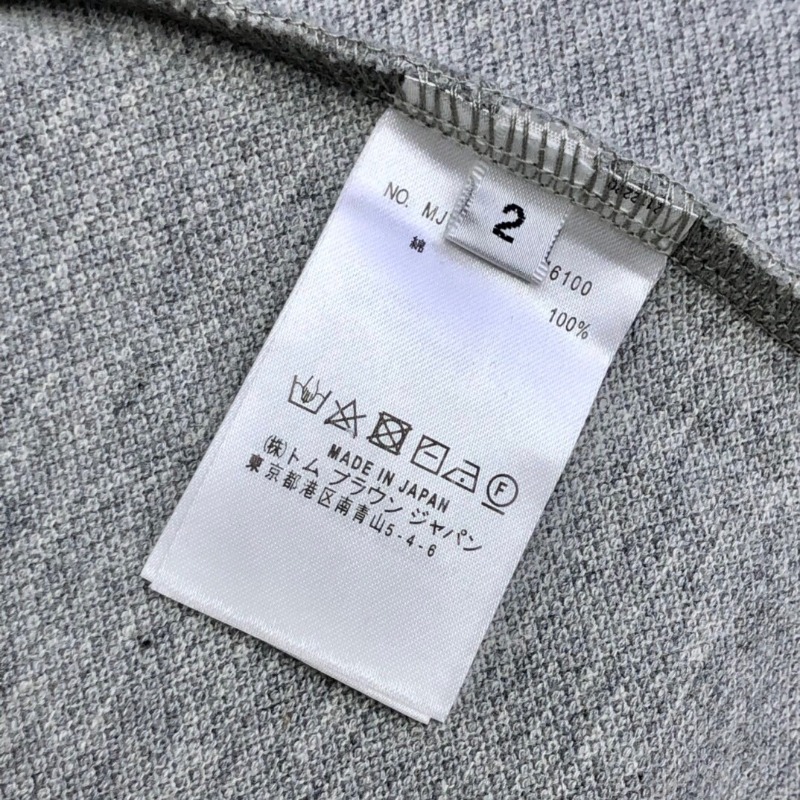 2
NO. MJ 6100
綿 100%
F
MADE IN JAPAN
(株)トム ブラウン ジャパン
東京都港区南青山5-4-6